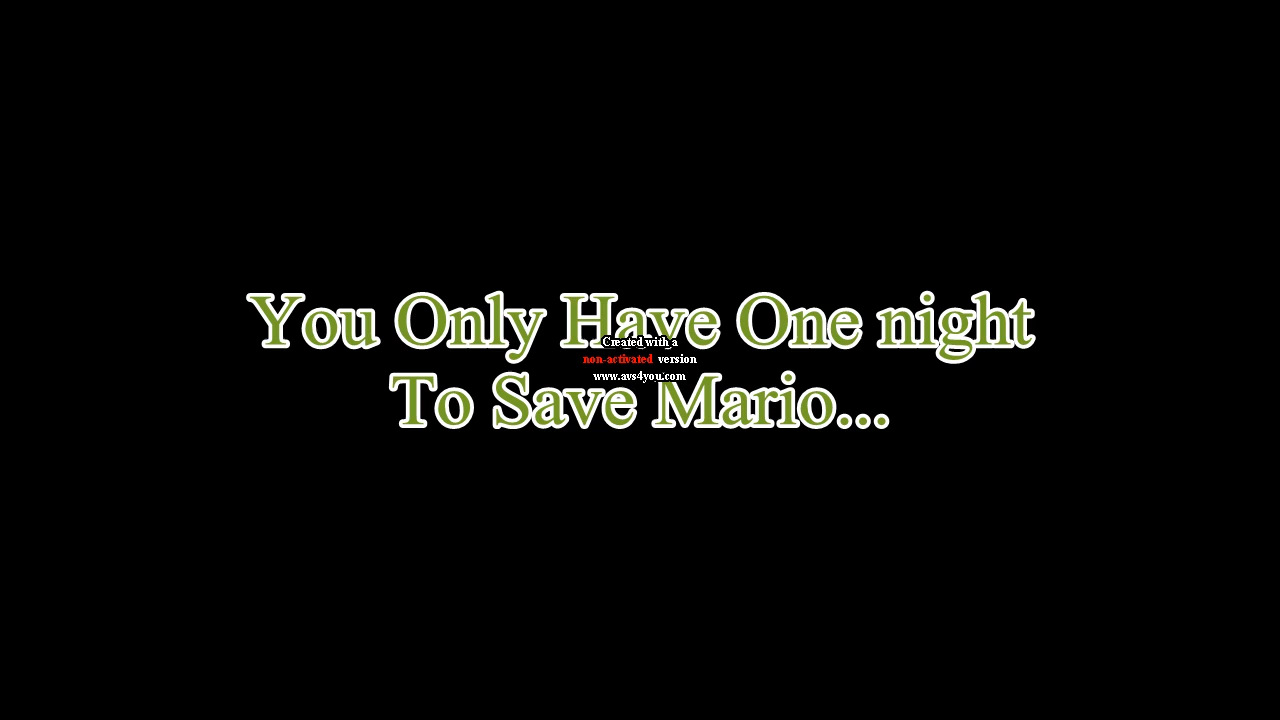 You Only Have One night
Created with a
non-activated version
www.avs4you.com
To Save Mario...